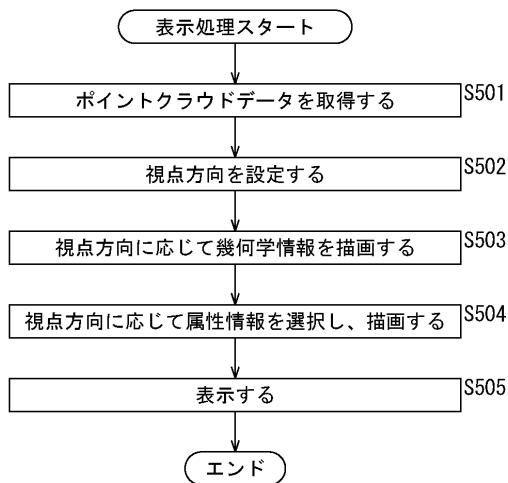 表示処理スタート
ポイントクラウドデータを取得する S501
視点方向を設定する S502
視点方向に応じて幾何学情報を描画する S503
視点方向に応じて属性情報を選択し、描画する S504
表示する S505
エンド